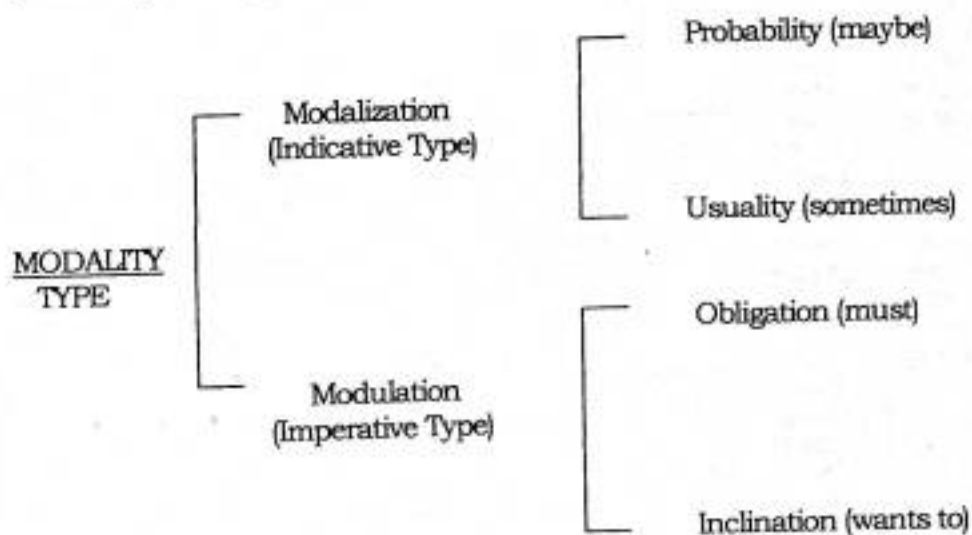 Probability (maybe)
Modalization
(Indicative Type)
Usuality (sometimes)
MODALITY
TYPE
Obligation (must)
Modulation
(Imperative Type)
Inclination (wants to)